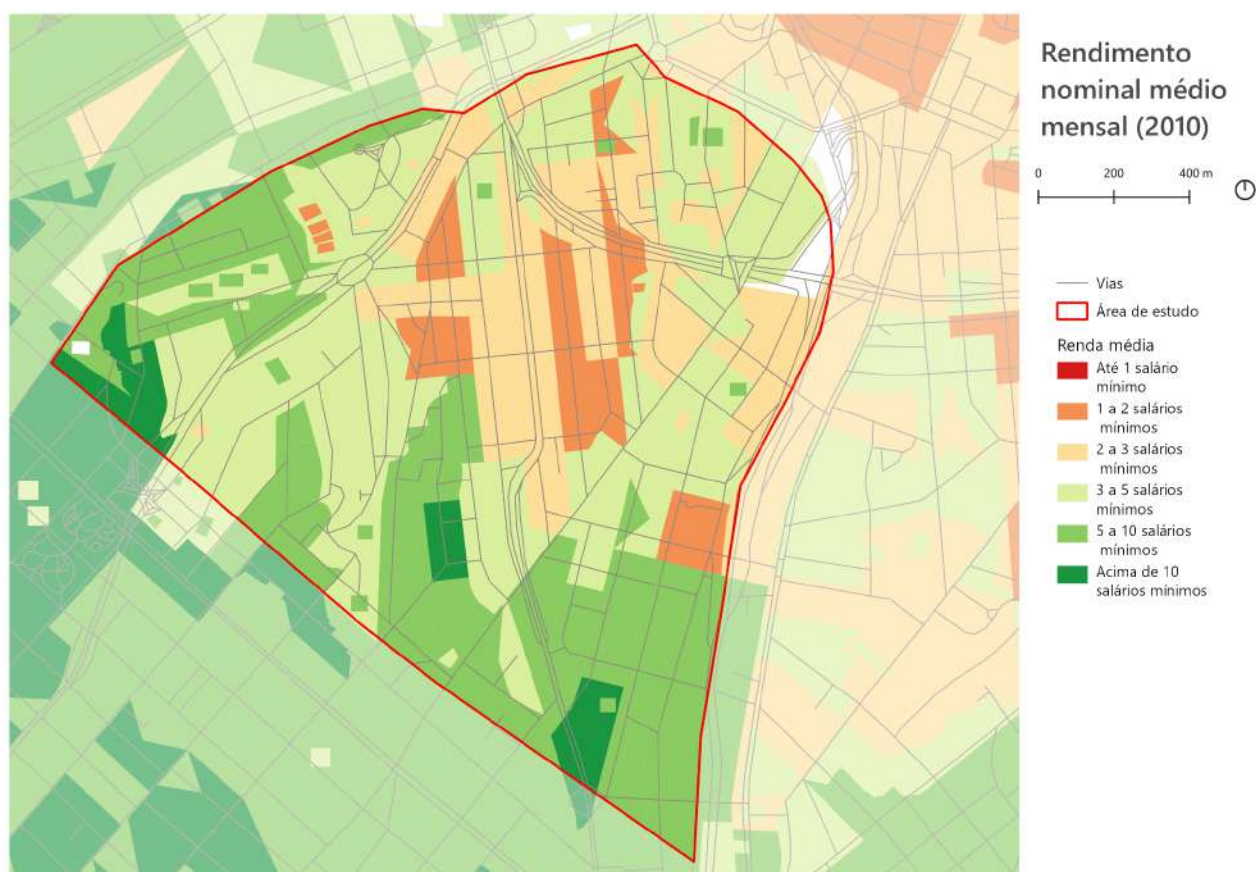 Rendimento
nominal médio
mensal (2010)
0 200 400 m
Vias
Área de estudo
Renda média
Até 1 salário
mínimo
1 a 2 salários
mínimos
2 a 3 salários
mínimos
3 a 5 salários
mínimos
5 a 10 salários
mínimos
Acima de 10
salários mínimos